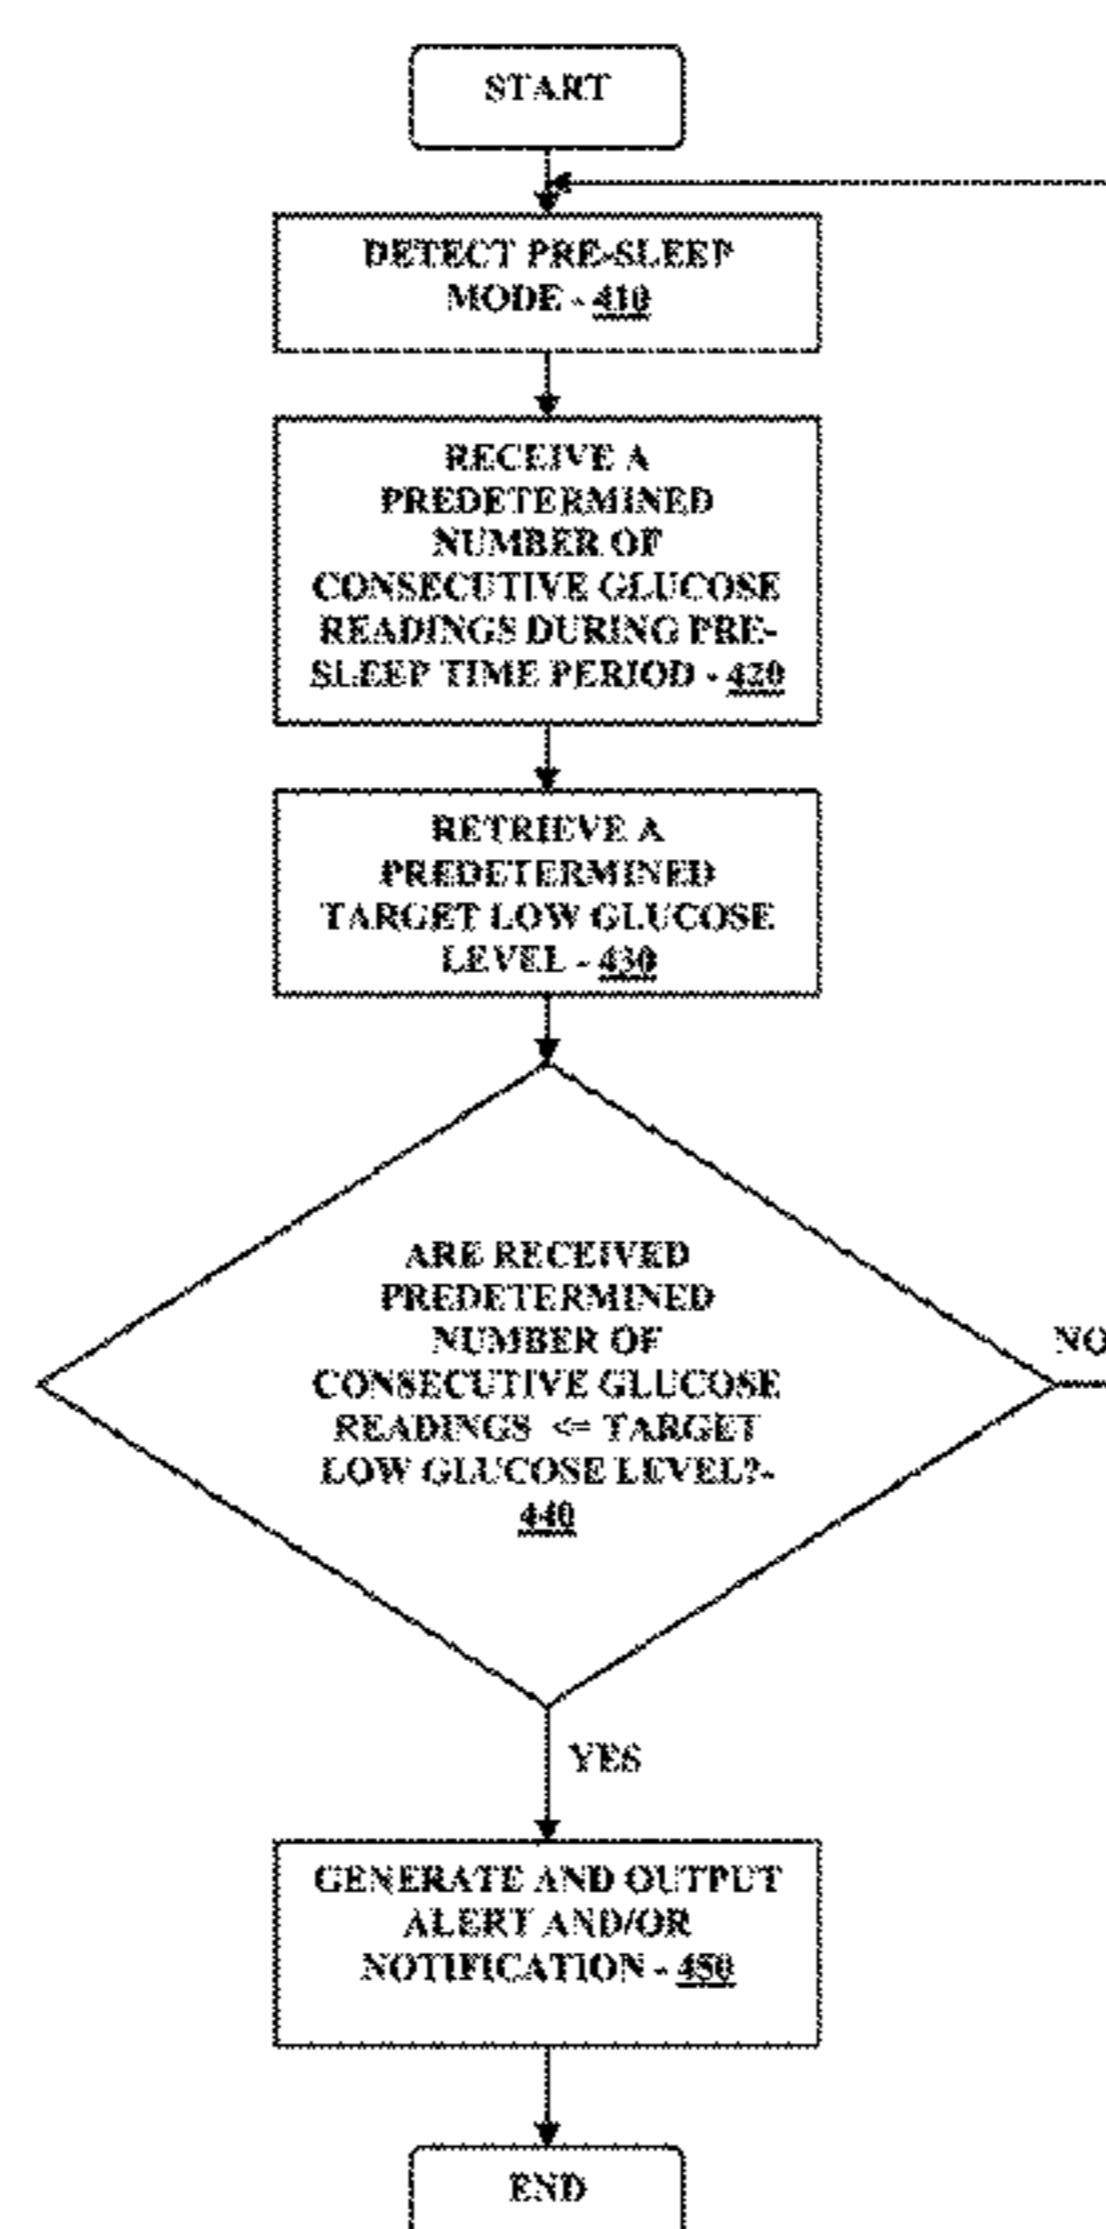 START
DETECT PRE-SLEEP
MODE - 410
RECEIVE A
PREDETERMINED
NUMBER OF
CONSECUTIVE GLUCOSE
READINGS DURING PRE-
SLEEP TIME PERIOD - 420
RETRIEVE A
PREDETERMINED
TARGET LOW GLUCOSE
LEVEL - 430
ARE RECEIVED
PREDETERMINED
NUMBER OF
CONSECUTIVE GLUCOSE
READINGS <= TARGET
LOW GLUCOSE LEVEL?-
440
NO
YES
GENERATE AND OUTPUT
ALERT AND/OR
NOTIFICATION - 450
END